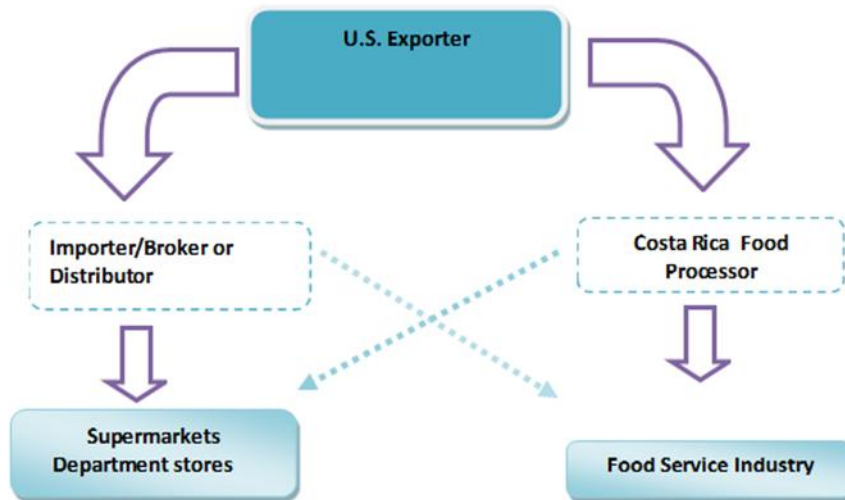 U.S. Exporter
Importer/Broker or
Distributor
Costa Rica Food
Processor
Supermarkets
Department stores
Food Service Industry